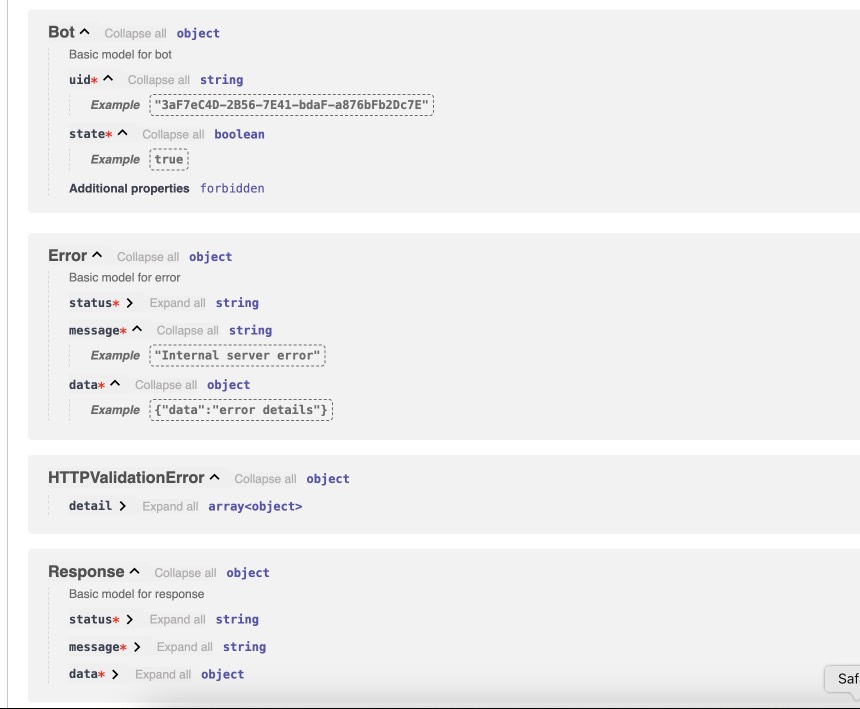 Bot Collapse all object
Basic model for bot
uid* Collapse all string
Example "3aF7eC4D-2B56-7E41-bdaF-a876bFb2Dc7E"
state* Collapse all boolean
Example true
Additional properties forbidden
Error Collapse all object
Basic model for error
status* Expand all string
message* Collapse all string
Example "Internal server error"
data* Collapse all object
Example {"data":"error details"}
HTTPValidationError Collapse all object
detail Expand all array<object>
Response Collapse all object
Basic model for response
status* Expand all string
message* Expand all string
data* Expand all object
Saf